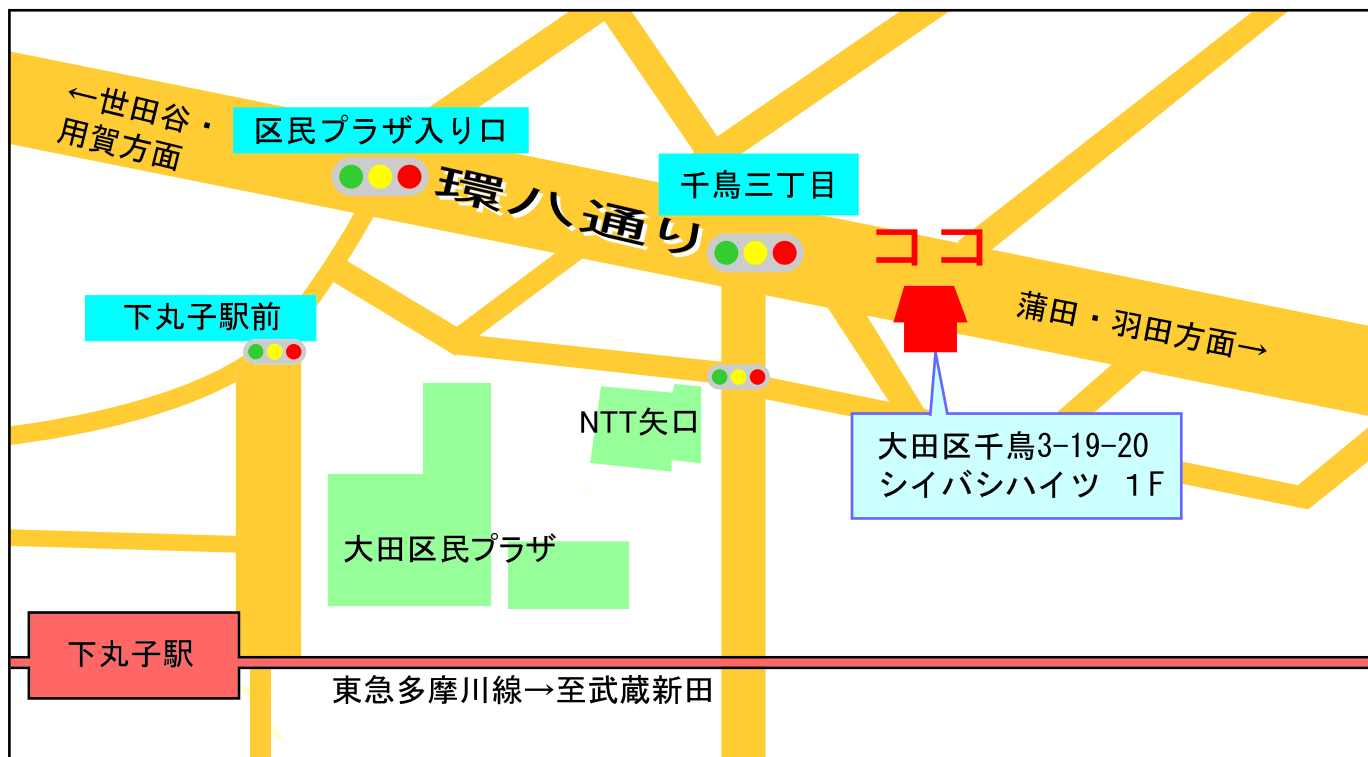 ←世田谷・
用賀方面
区民プラザ入り口
環八通り
千鳥三丁目
ココ
蒲田・羽田方面→
下丸子駅前
NTT矢口
大田区千鳥3-19-20
シイバシハイツ　1F
大田区民プラザ
下丸子駅
東急多摩川線→至武蔵新田